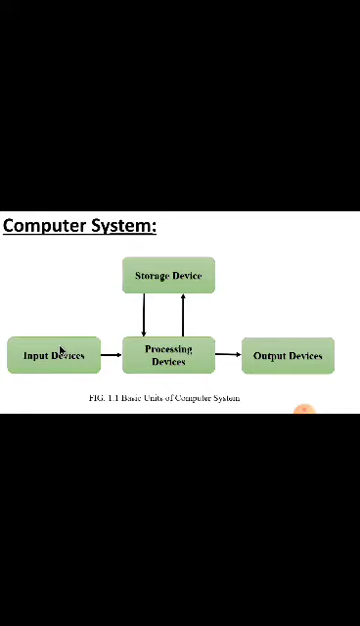 Computer System:
Storage Device
Input Devices
Processing
Devices
Output Devices
FIG. 1.1 Basic Units of Computer System